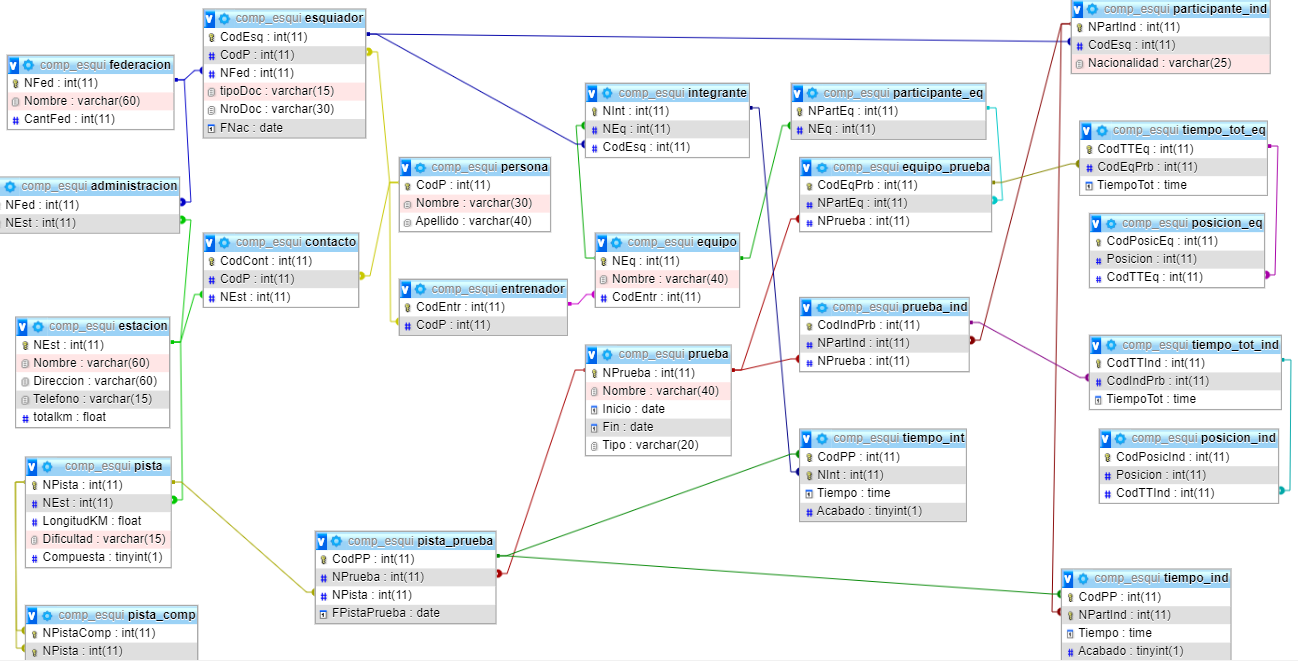 comp_esqui federacion
NFed : int(11)
Nombre : varchar(60)
CantFed : int(11)
comp_esqui administracion
NFed : int(11)
NEst : int(11)
comp_esqui estacion
NEst : int(11)
Nombre : varchar(60)
Direccion : varchar(60)
Telefono : varchar(15)
totalkm : float
comp_esqui pista
NPista : int(11)
NEst : int(11)
LongitudKM : float
Dificultad : varchar(15)
Compuesta : tinyint(1)
comp_esqui pista_comp
NPistaComp : int(11)
NPista : int(11)
comp_esqui esquiador
CodEsq : int(11)
CodP : int(11)
NFed : int(11)
tipoDoc : varchar(15)
NroDoc : varchar(30)
FNac : date
comp_esqui contacto
CodCont : int(11)
CodP : int(11)
NEst : int(11)
comp_esqui persona
CodP : int(11)
Nombre : varchar(30)
Apellido : varchar(40)
comp_esqui entrenador
CodEntr : int(11)
CodP : int(11)
comp_esqui pista_prueba
CodPP : int(11)
NPrueba : int(11)
NPista : int(11)
FPistaPrueba : date
comp_esqui integrante
NInt : int(11)
NEq : int(11)
CodEsq : int(11)
comp_esqui equipo
NEq : int(11)
Nombre : varchar(40)
CodEntr : int(11)
comp_esqui prueba
NPrueba : int(11)
Nombre : varchar(40)
Inicio : date
Fin : date
Tipo : varchar(20)
comp_esqui participante_eq
NPartEq : int(11)
NEq : int(11)
comp_esqui equipo_prueba
CodEqPrb : int(11)
NPartEq : int(11)
NPrueba : int(11)
comp_esqui prueba_ind
CodIndPrb : int(11)
NPartInd : int(11)
NPrueba : int(11)
comp_esqui tiempo_int
CodPP : int(11)
NInt : int(11)
Tiempo : time
Acabado : tinyint(1)
comp_esqui participante_ind
NPartInd : int(11)
CodEsq : int(11)
Nacionalidad : varchar(25)
comp_esqui tiempo_tot_eq
CodTTEq : int(11)
CodEqPrb : int(11)
TiempoTot : time
comp_esqui posicion_eq
CodPosicEq : int(11)
Posicion : int(11)
CodTTEq : int(11)
comp_esqui tiempo_tot_ind
CodTTInd : int(11)
CodIndPrb : int(11)
TiempoTot : time
comp_esqui posicion_ind
CodPosicInd : int(11)
Posicion : int(11)
CodTTInd : int(11)
comp_esqui tiempo_ind
CodPP : int(11)
NPartInd : int(11)
Tiempo : time
Acabado : tinyint(1)